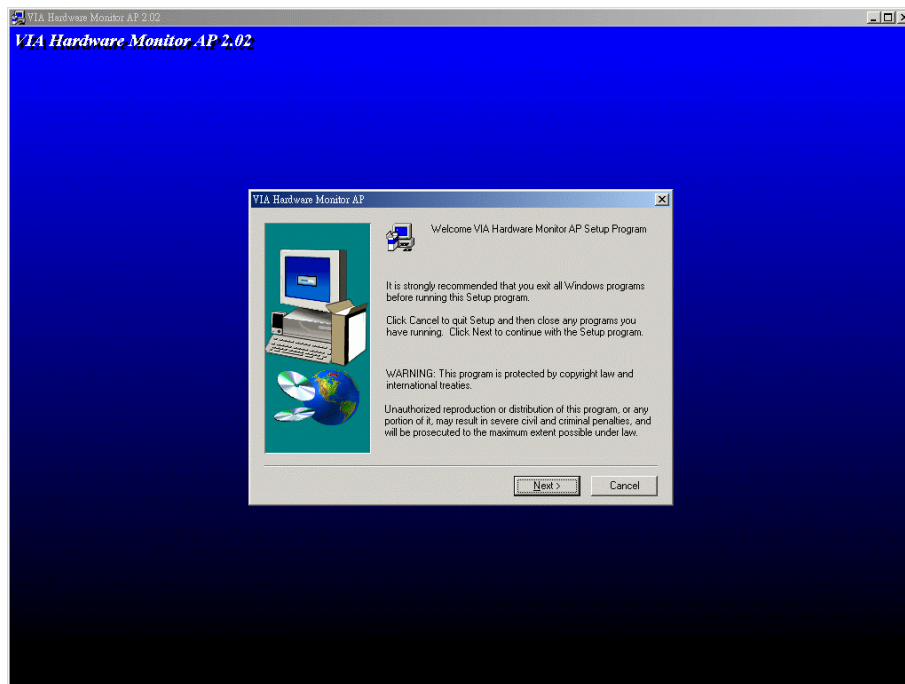 VIA Hardware Monitor AP 2.02
VIA Hardware Monitor AP 2.02
VIA Hardware Monitor AP
Welcome VIA Hardware Monitor AP Setup Program
It is strongly recommended that you exit all Windows programs
before running this Setup program.
Click Cancel to quit Setup and then close any programs you
have running. Click Next to continue with the Setup program.
WARNING: This program is protected by copyright law and
international treaties.
Unauthorized reproduction or distribution of this program, or any
portion of it, may result in severe civil and criminal penalties, and
will be prosecuted to the maximum extent possible under law.
Next >
Cancel